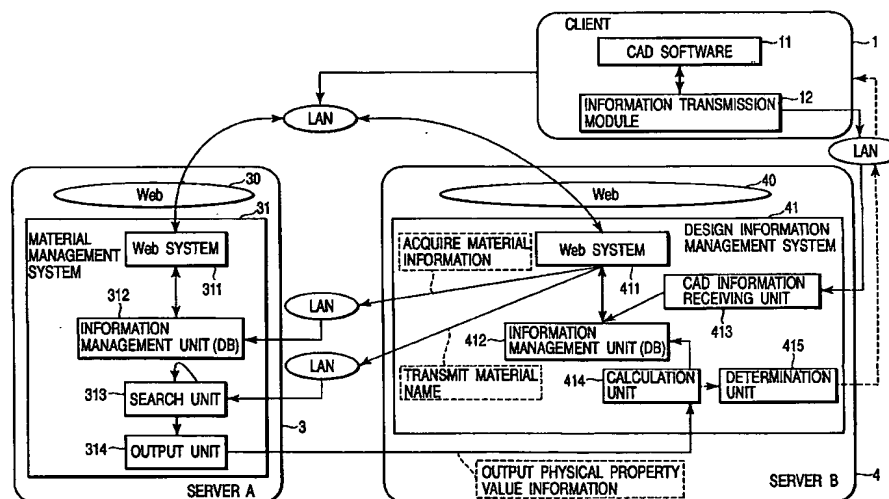 CLIENT
CAD SOFTWARE
11
1
INFORMATION TRANSMISSION
MODULE
12
LAN
LAN
Web
30
Web
40
31
MATERIAL
MANAGEMENT
SYSTEM
Web SYSTEM
311
312
INFORMATION
MANAGEMENT UNIT (DB)
313
SEARCH UNIT
314
OUTPUT UNIT
3
SERVER A
ACQUIRE MATERIAL
INFORMATION
LAN
LAN
TRANSMIT MATERIAL
NAME
41
DESIGN INFORMATION
MANAGEMENT SYSTEM
Web SYSTEM
411
CAD INFORMATION
RECEIVING UNIT
413
412
INFORMATION
MANAGEMENT UNIT (DB)
414
CALCULATION
UNIT
415
DETERMINATION
UNIT
OUTPUT PHYSICAL PROPERTY
VALUE INFORMATION
SERVER B
4